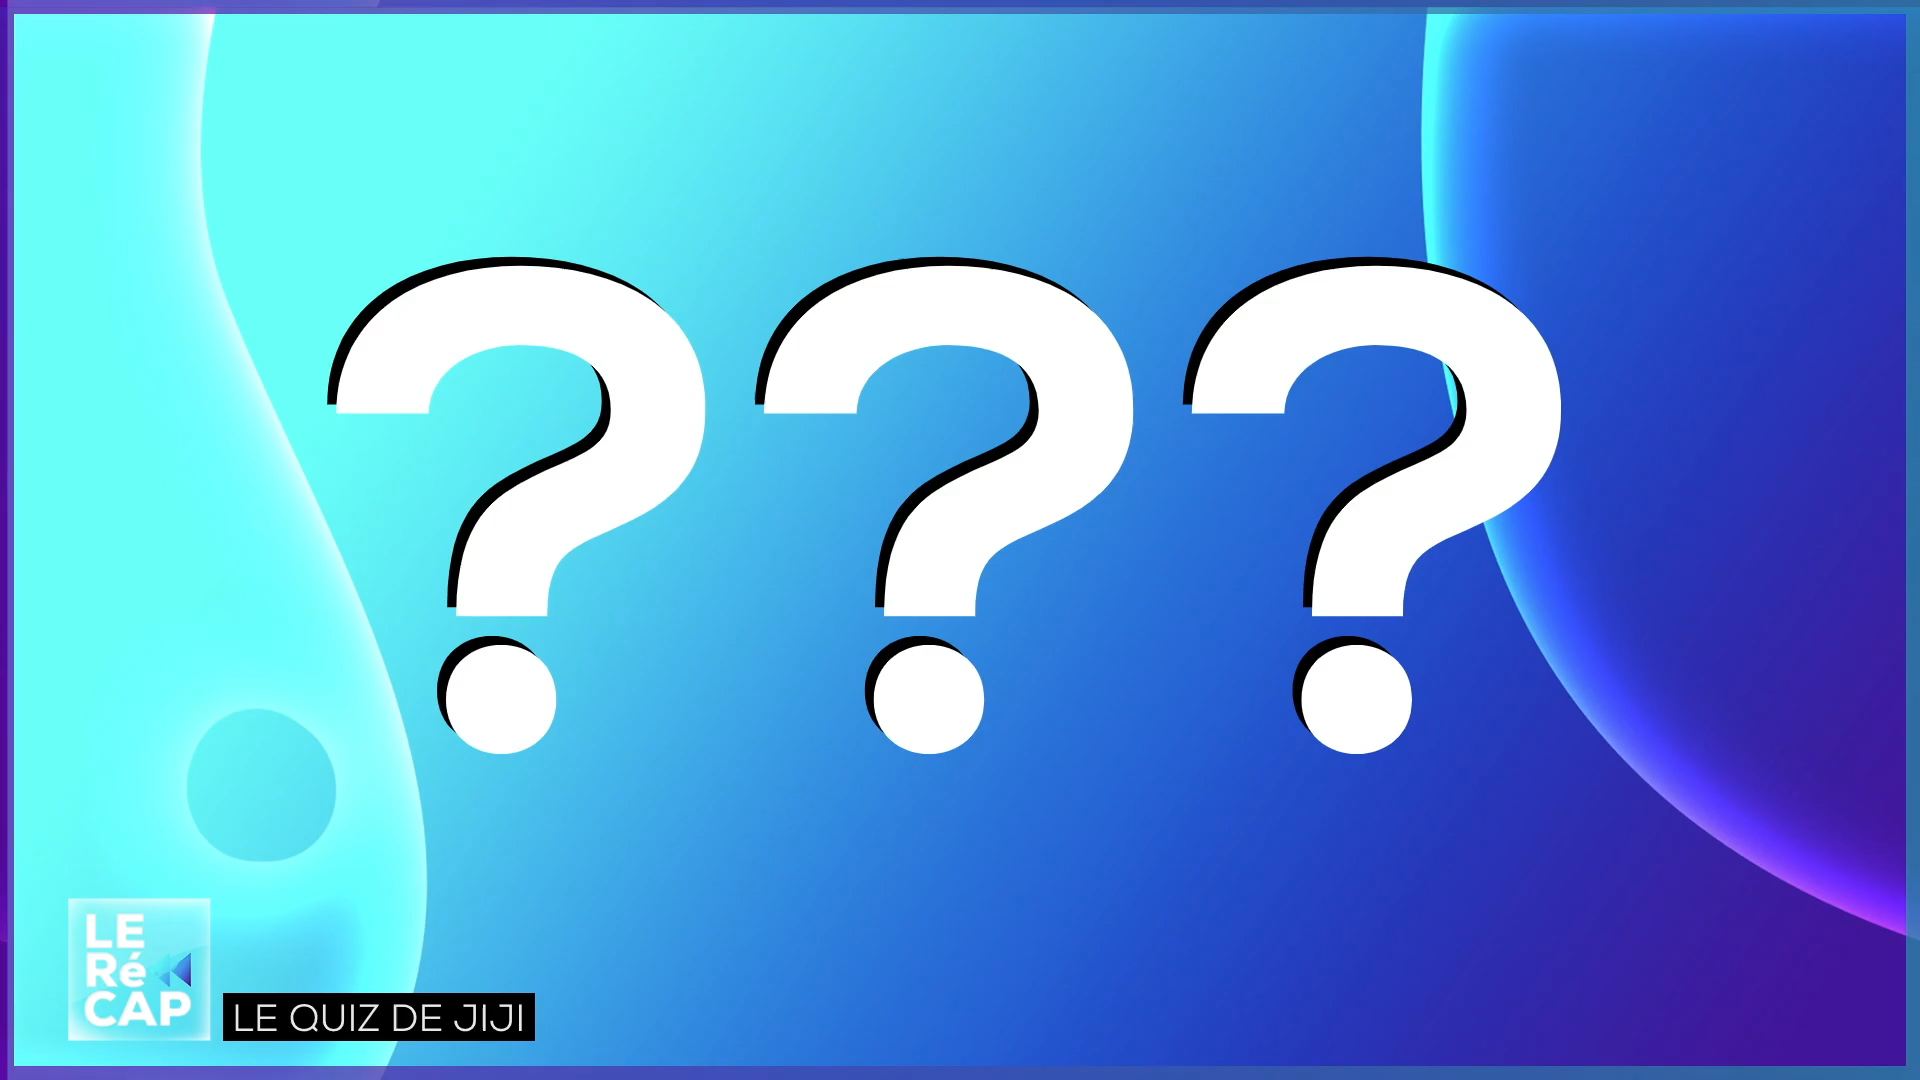 ???
LE
Ré
CAP
LE QUIZ DE JIJI